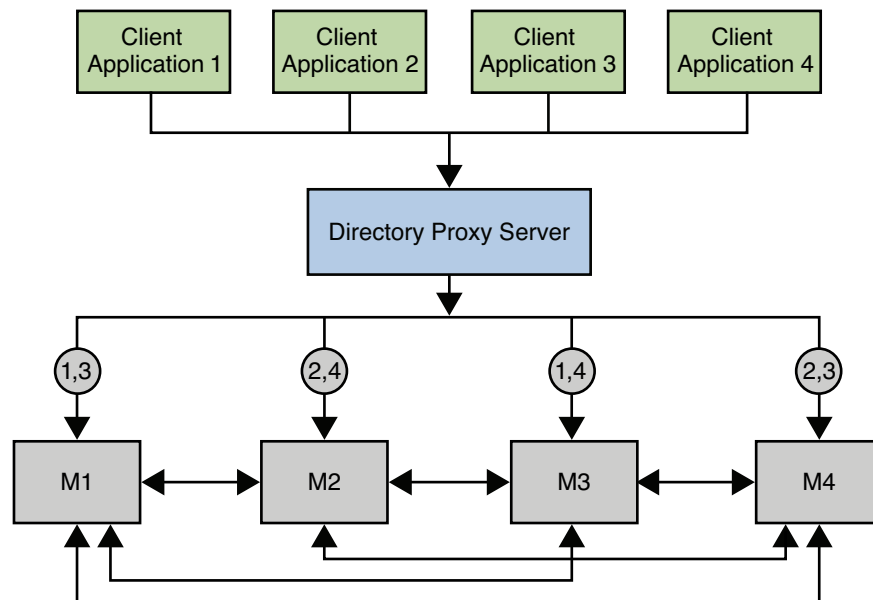 Client
Application 1
Client
Application 2
Client
Application 3
Client
Application 4
Directory Proxy Server
1,3
2,4
1,4
2,3
M1
M2
M3
M4